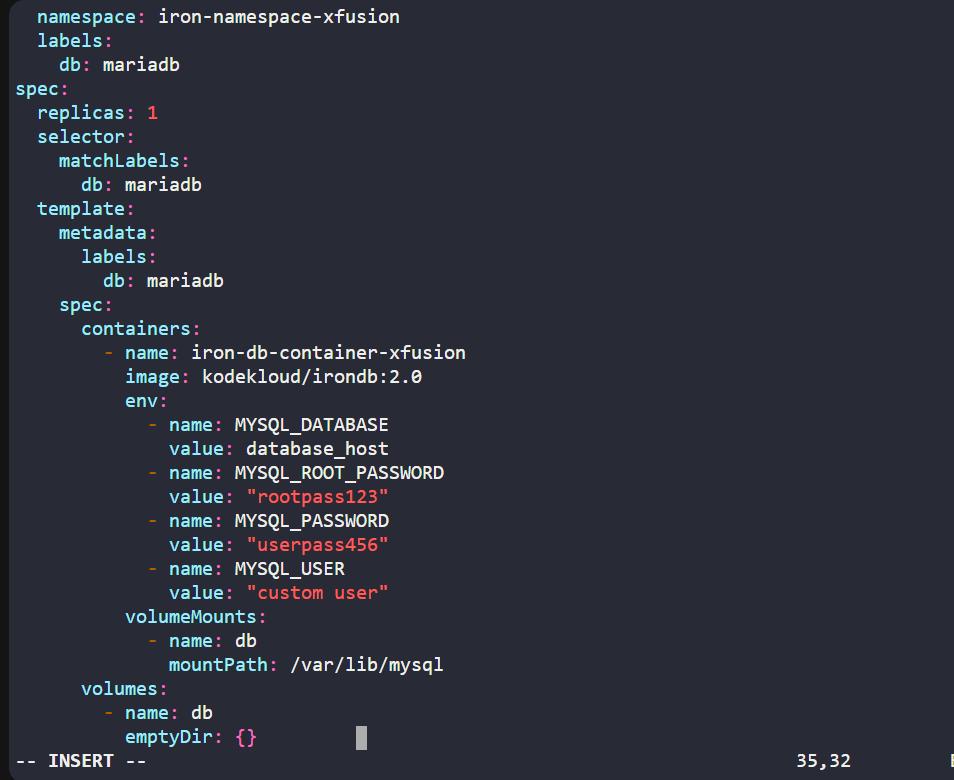 namespace: iron-namespace-xfusion
  labels:
    db: mariadb
spec:
  replicas: 1
  selector:
    matchLabels:
      db: mariadb
  template:
    metadata:
      labels:
        db: mariadb
    spec:
      containers:
        - name: iron-db-container-xfusion
          image: kodekloud/irondb:2.0
          env:
            - name: MYSQL_DATABASE
              value: database_host
            - name: MYSQL_ROOT_PASSWORD
              value: "rootpass123"
            - name: MYSQL_PASSWORD
              value: "userpass456"
            - name: MYSQL_USER
              value: "custom user"
          volumeMounts:
            - name: db
              mountPath: /var/lib/mysql
      volumes:
        - name: db
          emptyDir: {}
-- INSERT -- 35,32